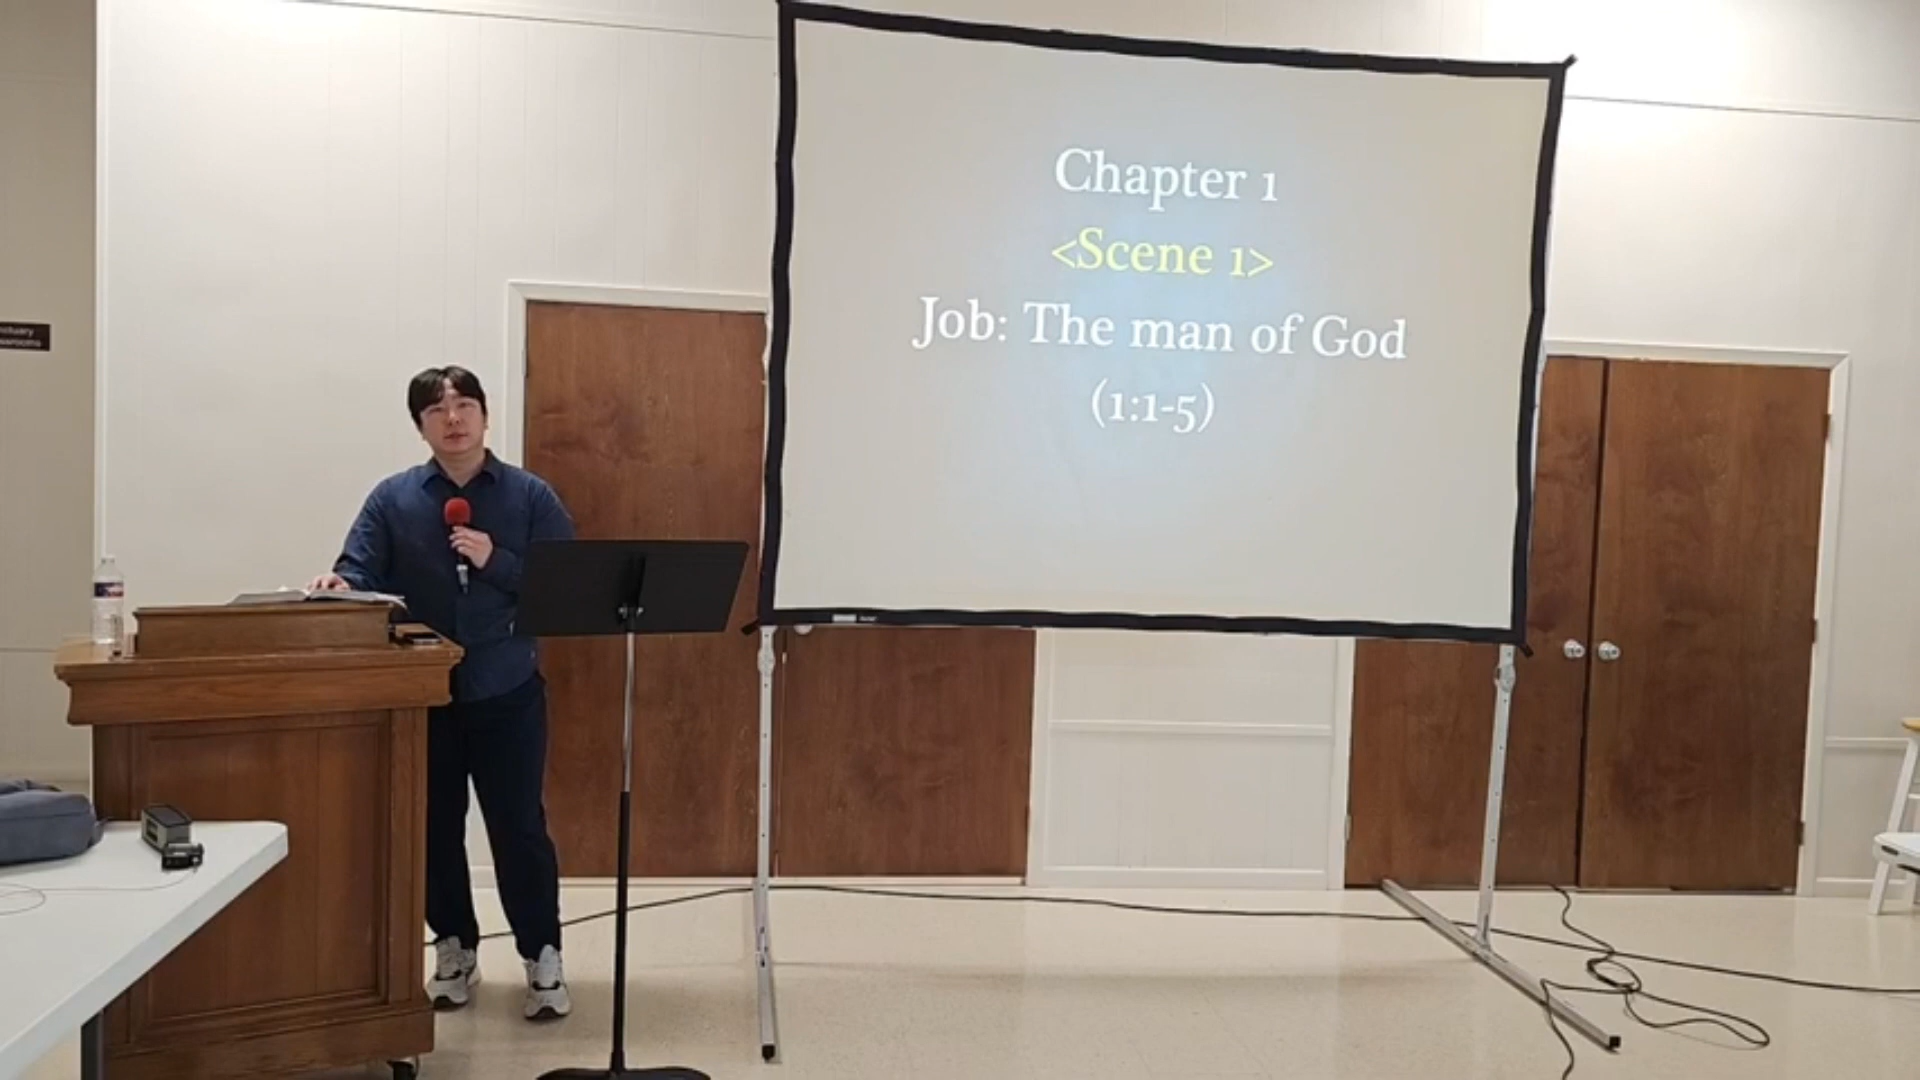 Chapter 1
<Scene 1>
Job: The man of God
(1:1-5)